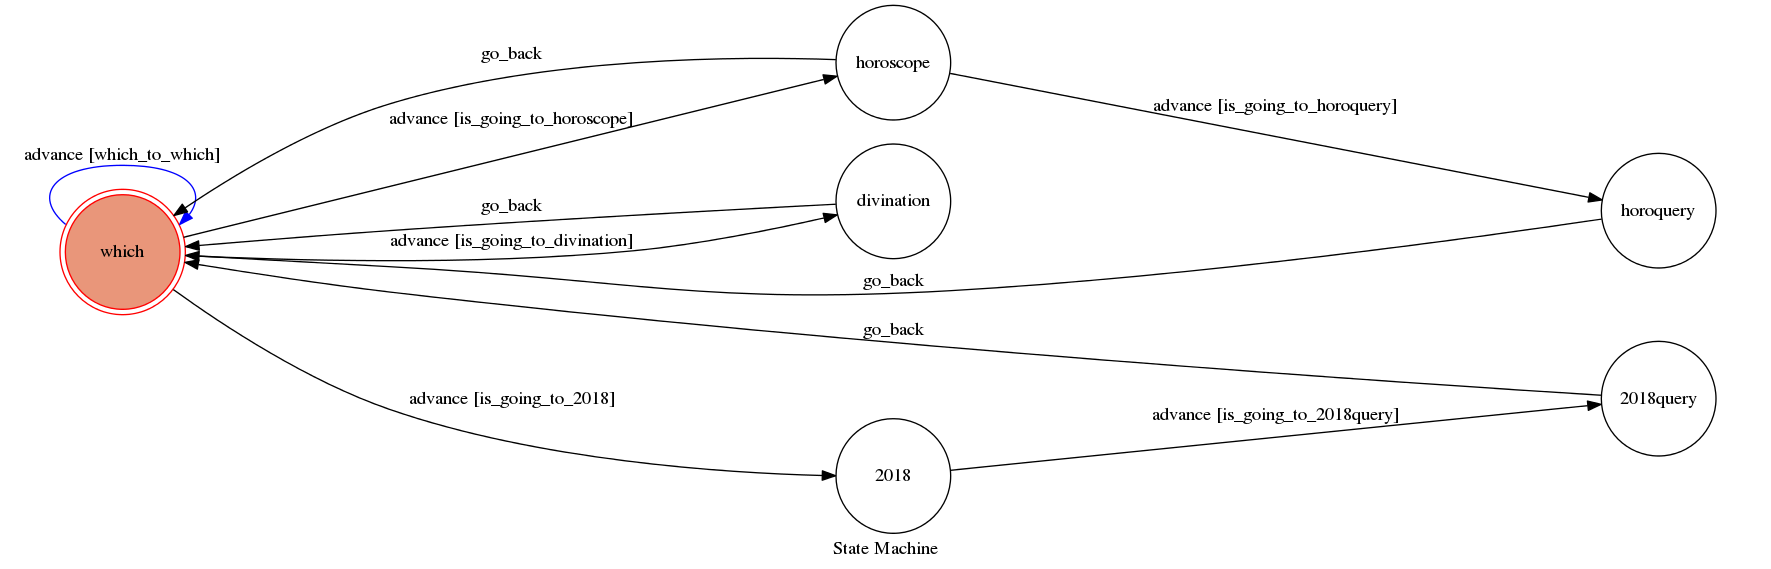 go_back
horoscope
advance [is_going_to_horoquery]
advance [is_going_to_horoscope]
advance [which_to_which]
go_back
divination
horoquery
which
advance [is_going_to_divination]
go_back
go_back
advance [is_going_to_2018]
2018query
advance [is_going_to_2018query]
2018
State Machine